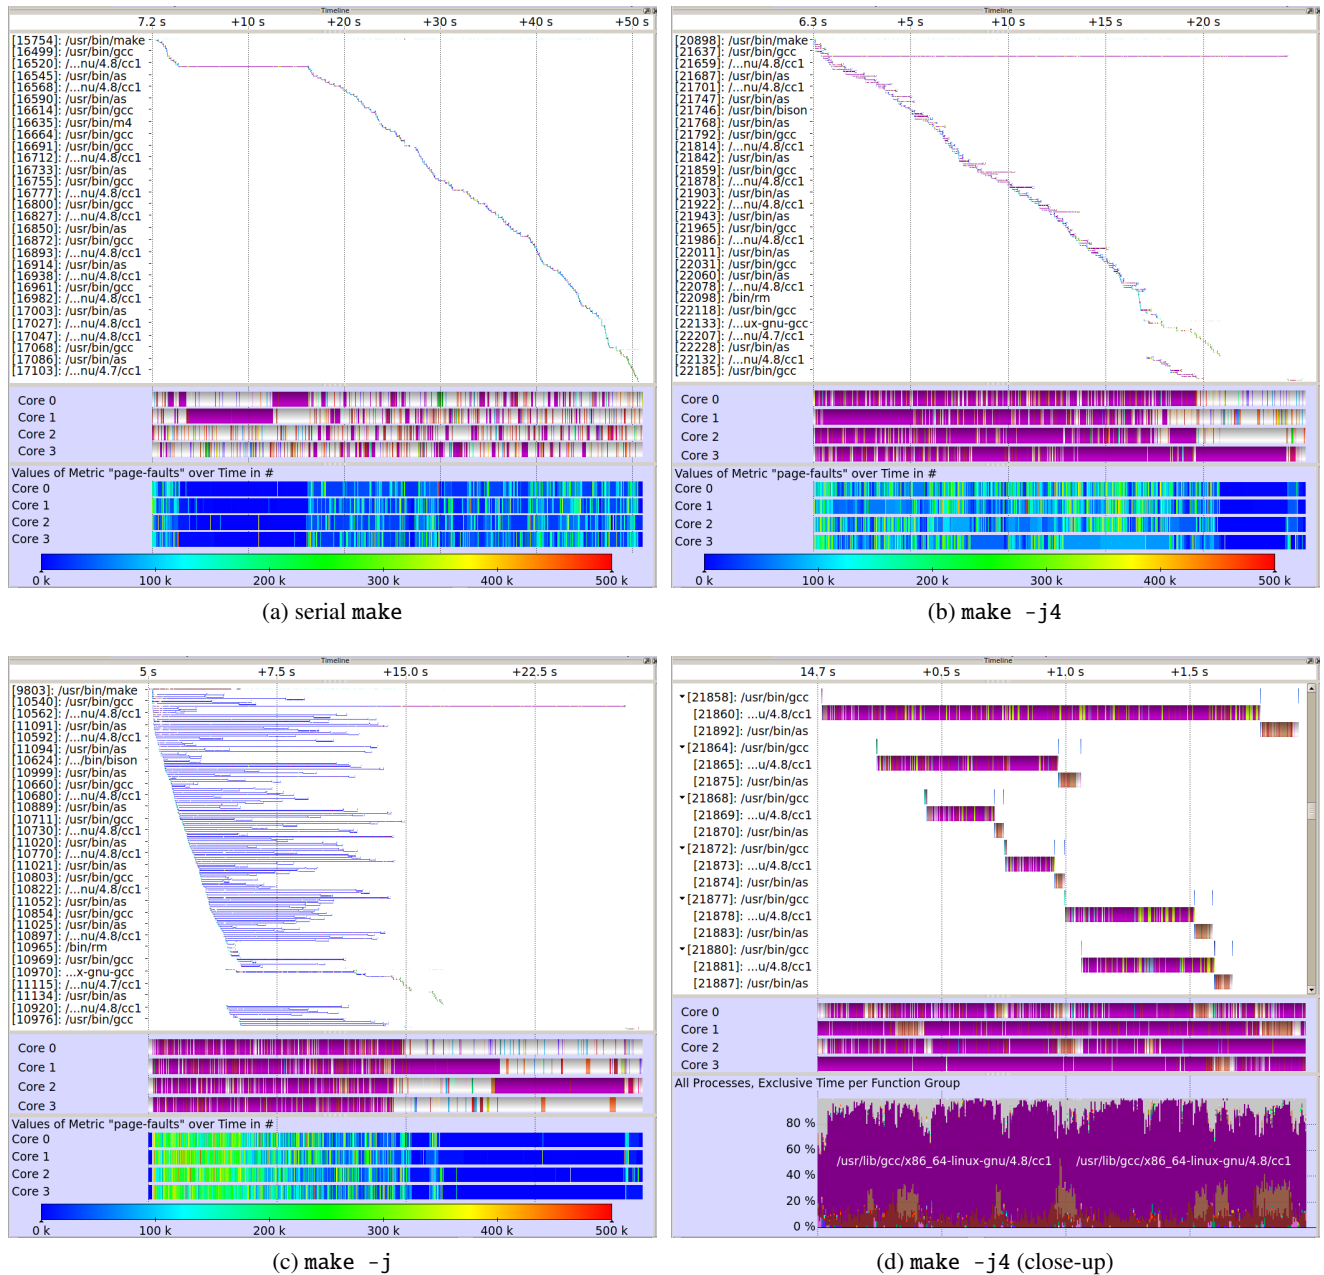 Timeline
7.2 s +10 s +20 s +30 s +40 s +50 s
[15754]: /usr/bin/make
[16499]: /usr/bin/gcc
[16520]: /...nu/4.8/cc1
[16545]: /usr/bin/as
[16568]: /...nu/4.8/cc1
[16590]: /usr/bin/as
[16614]: /usr/bin/gcc
[16635]: /usr/bin/m4
[16664]: /usr/bin/gcc
[16691]: /usr/bin/gcc
[16712]: /...nu/4.8/cc1
[16733]: /usr/bin/as
[16755]: /usr/bin/gcc
[16777]: /...nu/4.8/cc1
[16800]: /usr/bin/gcc
[16827]: /...nu/4.8/cc1
[16850]: /usr/bin/as
[16872]: /usr/bin/gcc
[16893]: /...nu/4.8/cc1
[16914]: /usr/bin/as
[16938]: /...nu/4.8/cc1
[16961]: /usr/bin/gcc
[16982]: /...nu/4.8/cc1
[17003]: /usr/bin/as
[17027]: /...nu/4.8/cc1
[17047]: /...nu/4.8/cc1
[17068]: /usr/bin/gcc
[17086]: /usr/bin/as
[17103]: /...nu/4.7/cc1
Core 0
Core 1
Core 2
Core 3
Values of Metric "page-faults" over Time in #
Core 0
Core 1
Core 2
Core 3
0 k 100 k 200 k 300 k 400 k 500 k
(a) serial make
Timeline
6.3 s +5 s +10 s +15 s +20 s
[20898]: /usr/bin/make
[21637]: /usr/bin/gcc
[21659]: /...nu/4.8/cc1
[21687]: /usr/bin/as
[21701]: /...nu/4.8/cc1
[21747]: /usr/bin/as
[21746]: /usr/bin/bison
[21768]: /usr/bin/as
[21792]: /usr/bin/gcc
[21814]: /...nu/4.8/cc1
[21842]: /usr/bin/as
[21859]: /usr/bin/gcc
[21878]: /...nu/4.8/cc1
[21903]: /usr/bin/as
[21922]: /...nu/4.8/cc1
[21943]: /usr/bin/as
[21965]: /usr/bin/gcc
[21986]: /...nu/4.8/cc1
[22011]: /usr/bin/as
[22031]: /usr/bin/gcc
[22060]: /usr/bin/as
[22078]: /...nu/4.8/cc1
[22098]: /bin/rm
[22118]: /usr/bin/gcc
[22133]: /...ux-gnu-gcc
[22207]: /...nu/4.7/cc1
[22228]: /usr/bin/as
[22132]: /...nu/4.8/cc1
[22185]: /usr/bin/gcc
Core 0
Core 1
Core 2
Core 3
Values of Metric "page-faults" over Time in #
Core 0
Core 1
Core 2
Core 3
0 k 100 k 200 k 300 k 400 k 500 k
(b) make -j4
Timeline
5 s +7.5 s +15.0 s +22.5 s
[9803]: /usr/bin/make
[10540]: /usr/bin/gcc
[10562]: /...nu/4.8/cc1
[11091]: /usr/bin/as
[10592]: /...nu/4.8/cc1
[11094]: /usr/bin/as
[10624]: /.../bin/bison
[10999]: /usr/bin/as
[10660]: /usr/bin/gcc
[10680]: /...nu/4.8/cc1
[10889]: /usr/bin/as
[10711]: /usr/bin/gcc
[10730]: /...nu/4.8/cc1
[11020]: /usr/bin/as
[10770]: /...nu/4.8/cc1
[11021]: /usr/bin/as
[10803]: /usr/bin/gcc
[10822]: /...nu/4.8/cc1
[11052]: /usr/bin/as
[10854]: /usr/bin/gcc
[11025]: /usr/bin/as
[10897]: /...nu/4.8/cc1
[10965]: /bin/rm
[10969]: /usr/bin/gcc
[10970]: ...x-gnu-gcc
[11115]: /...nu/4.7/cc1
[11134]: /usr/bin/as
[10920]: /...nu/4.8/cc1
[10976]: /usr/bin/gcc
Core 0
Core 1
Core 2
Core 3
Values of Metric "page-faults" over Time in #
Core 0
Core 1
Core 2
Core 3
0 k 100 k 200 k 300 k 400 k 500 k
(c) make -j
Timeline
14.7 s +0.5 s +1.0 s +1.5 s
[21858]: /usr/bin/gcc
[21860]: ...u/4.8/cc1
[21892]: /usr/bin/as
[21864]: /usr/bin/gcc
[21865]: ...u/4.8/cc1
[21875]: /usr/bin/as
[21868]: /usr/bin/gcc
[21869]: ...u/4.8/cc1
[21870]: /usr/bin/as
[21872]: /usr/bin/gcc
[21873]: ...u/4.8/cc1
[21874]: /usr/bin/as
[21877]: /usr/bin/gcc
[21878]: ...u/4.8/cc1
[21883]: /usr/bin/as
[21880]: /usr/bin/gcc
[21881]: ...u/4.8/cc1
[21887]: /usr/bin/as
Core 0
Core 1
Core 2
Core 3
All Processes, Exclusive Time per Function Group
80 %
60 %
/usr/lib/gcc/x86_64-linux-gnu/4.8/cc1 /usr/lib/gcc/x86_64-linux-gnu/4.8/cc1
40 %
20 %
0 %
(d) make -j4 (close-up)